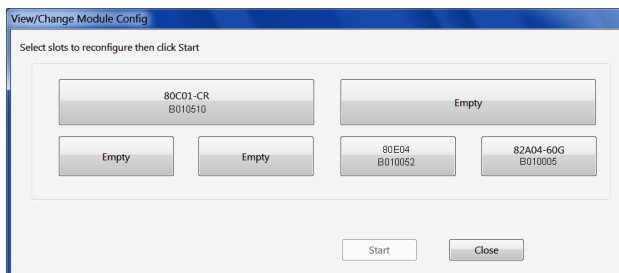 View/Change Module Config
Select slots to reconfigure then click Start
80C01-CR
B010510
Empty
Empty
Empty
80E04
B010052
82A04-60G
B010005
Start
Close